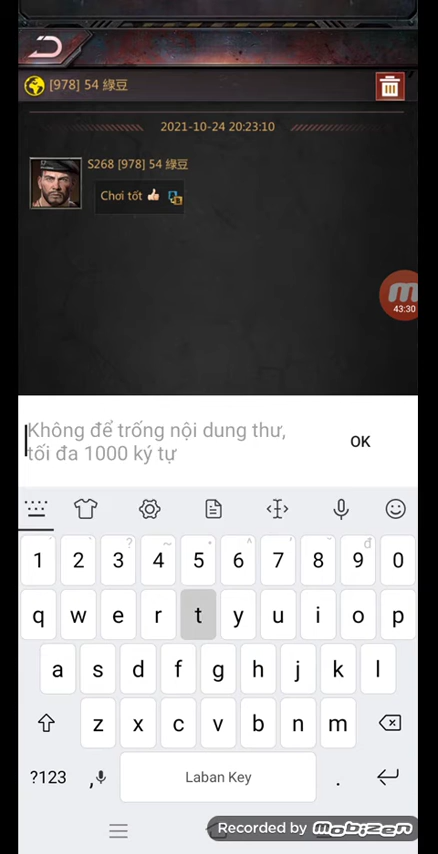 [978] 54 綠豆
2021-10-24 20:23:10
S268 [978] 54 綠豆
Chơi tốt 👍
m
43:30
Không để trống nội dung thư,
tối đa 1000 ký tự
OK
1 2 3 ? 4 ~ 5 6 ^ 7 8 9 đ 0
q w e r t y u i o p
a s d f g h j k l
z x c v b n m
?123 , Laban Key .
Recorded by mobizen